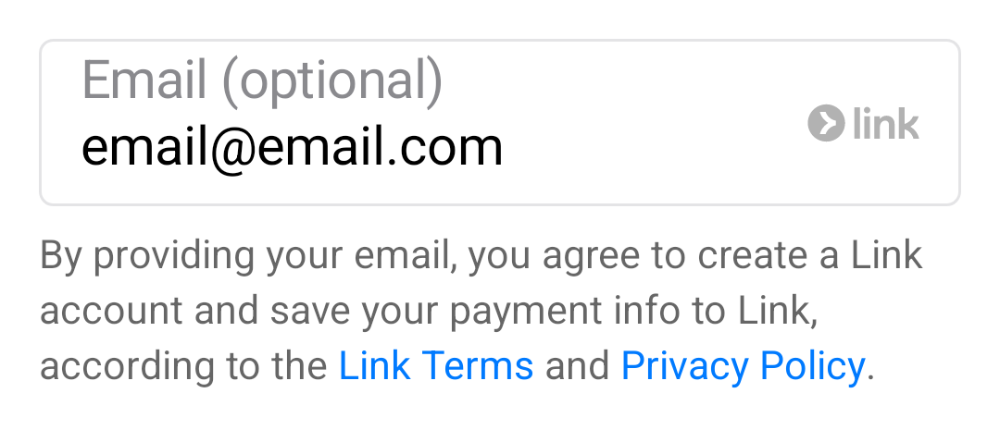 Email (optional)
email@email.com
link
By providing your email, you agree to create a Link
account and save your payment info to Link,
according to the Link Terms and Privacy Policy.